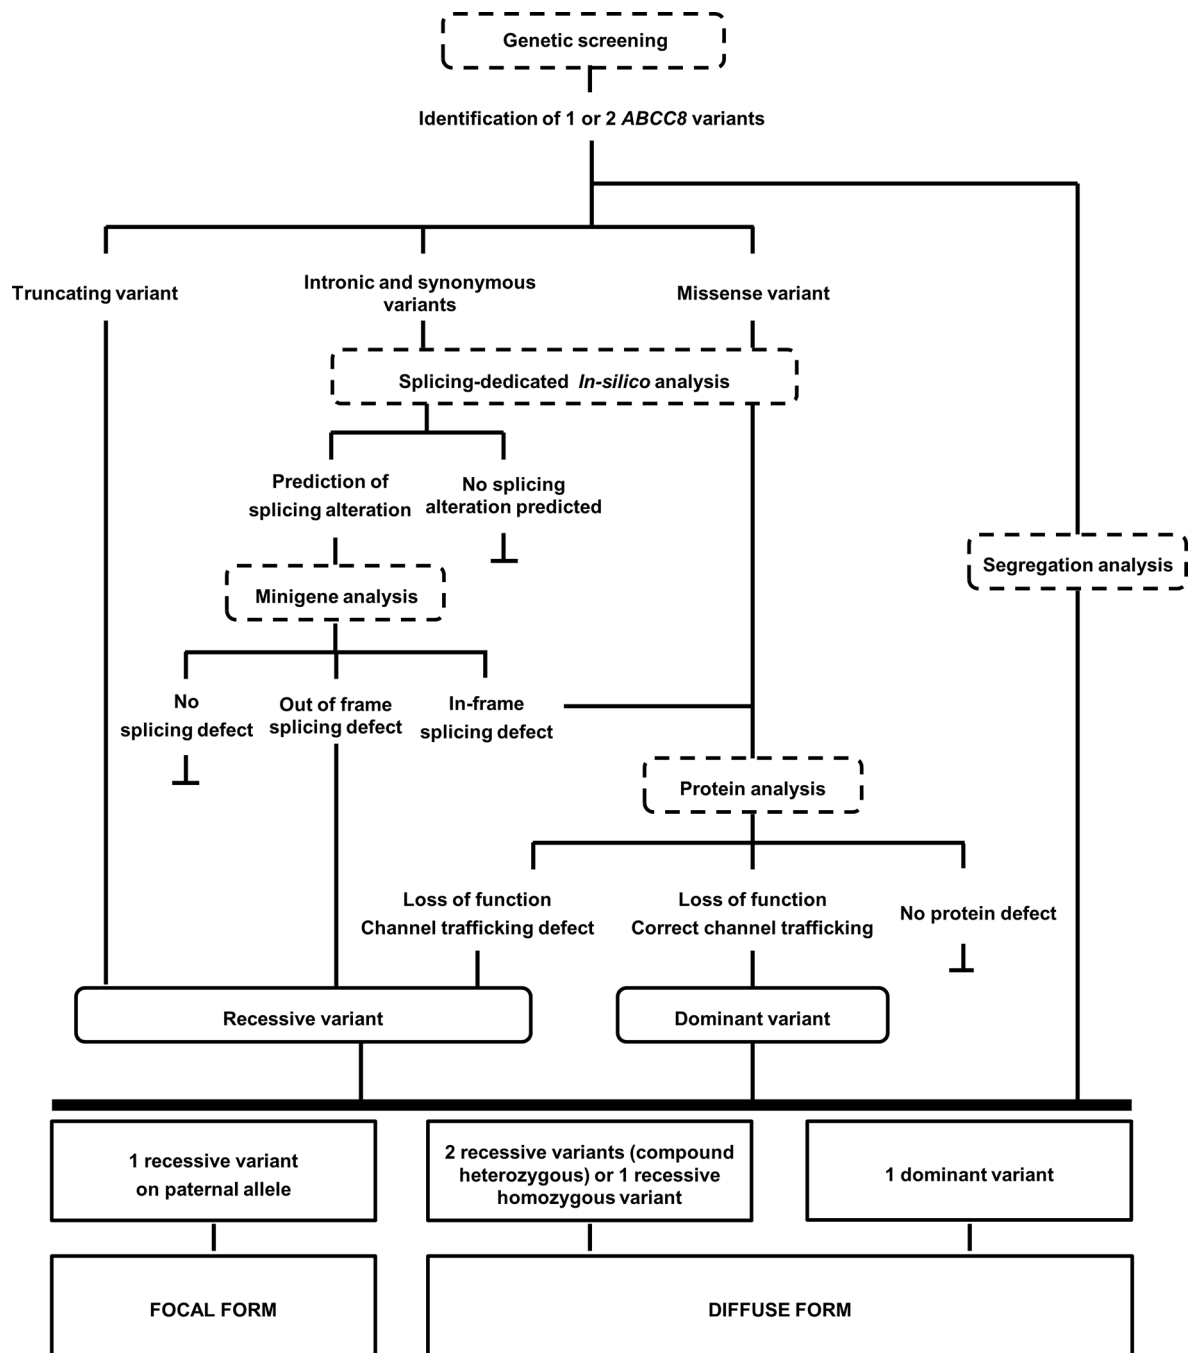 Genetic screening
Identification of 1 or 2 ABCC8 variants
Truncating variant
Intronic and synonymous
variants
Missense variant
Splicing-dedicated In-silico analysis
Prediction of
splicing alteration
No splicing
alteration predicted
Segregation analysis
Minigene analysis
No
splicing defect
Out of frame
splicing defect
In-frame
splicing defect
Protein analysis
Loss of function
Channel trafficking defect
Loss of function
Correct channel trafficking
No protein defect
Recessive variant
Dominant variant
1 recessive variant
on paternal allele
2 recessive variants (compound
heterozygous) or 1 recessive
homozygous variant
1 dominant variant
FOCAL FORM
DIFFUSE FORM